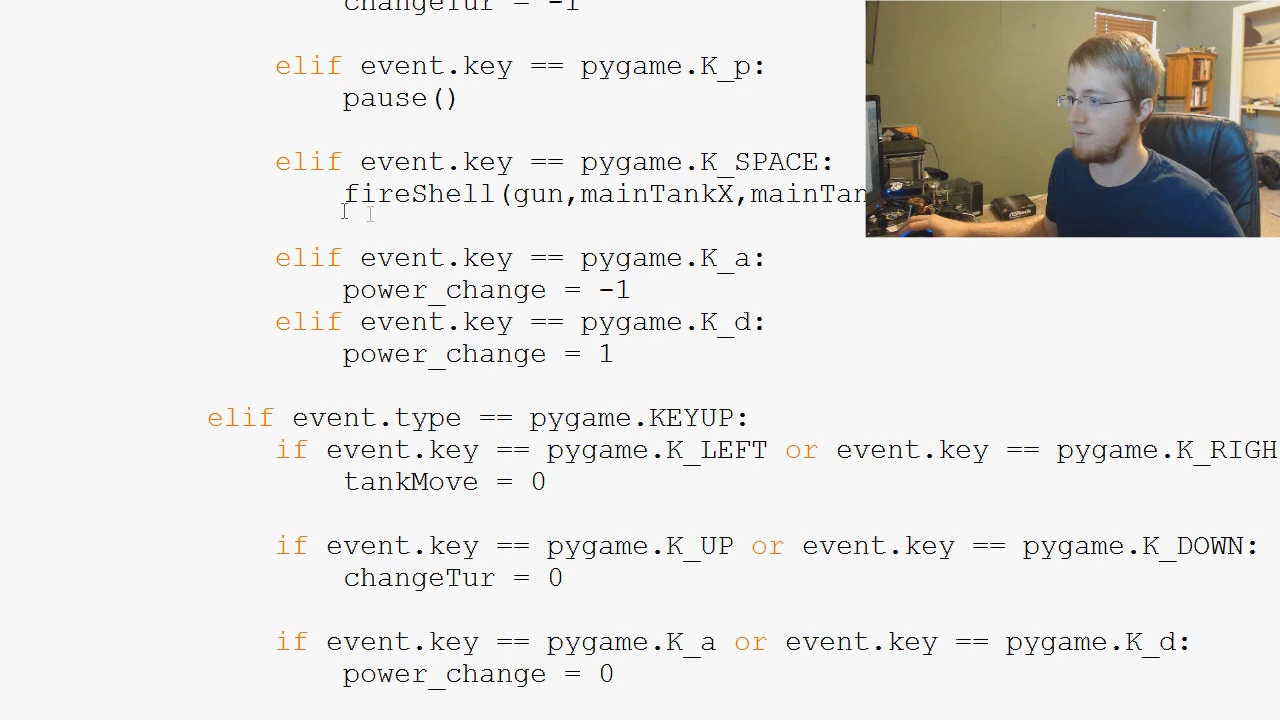 changeTur = -1
elif event.key == pygame.K_p:
pause()
elif event.key == pygame.K_SPACE:
fireShell(gun,mainTankX,mainTan
elif event.key == pygame.K_a:
power_change = -1
elif event.key == pygame.K_d:
power_change = 1
elif event.type == pygame.KEYUP:
if event.key == pygame.K_LEFT or event.key == pygame.K_RIGH
tankMove = 0
if event.key == pygame.K_UP or event.key == pygame.K_DOWN:
changeTur = 0
if event.key == pygame.K_a or event.key == pygame.K_d:
power_change = 0